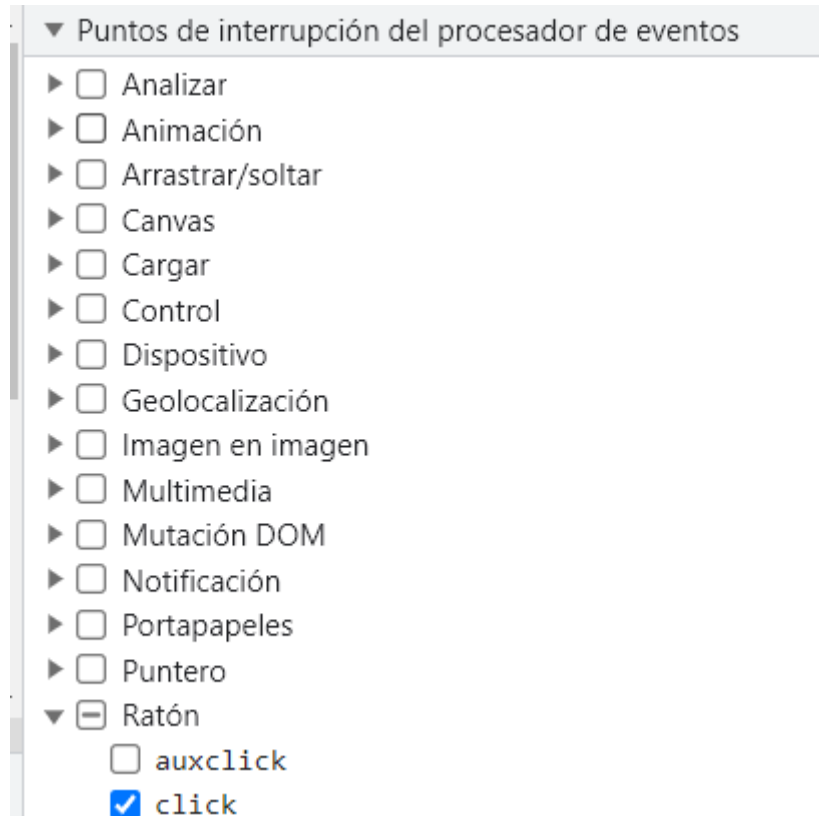 Puntos de interrupción del procesador de eventos
Analizar
Animación
Arrastrar/soltar
Canvas
Cargar
Control
Dispositivo
Geolocalización
Imagen en imagen
Multimedia
Mutación DOM
Notificación
Portapapeles
Puntero
Ratón
auxclick
click